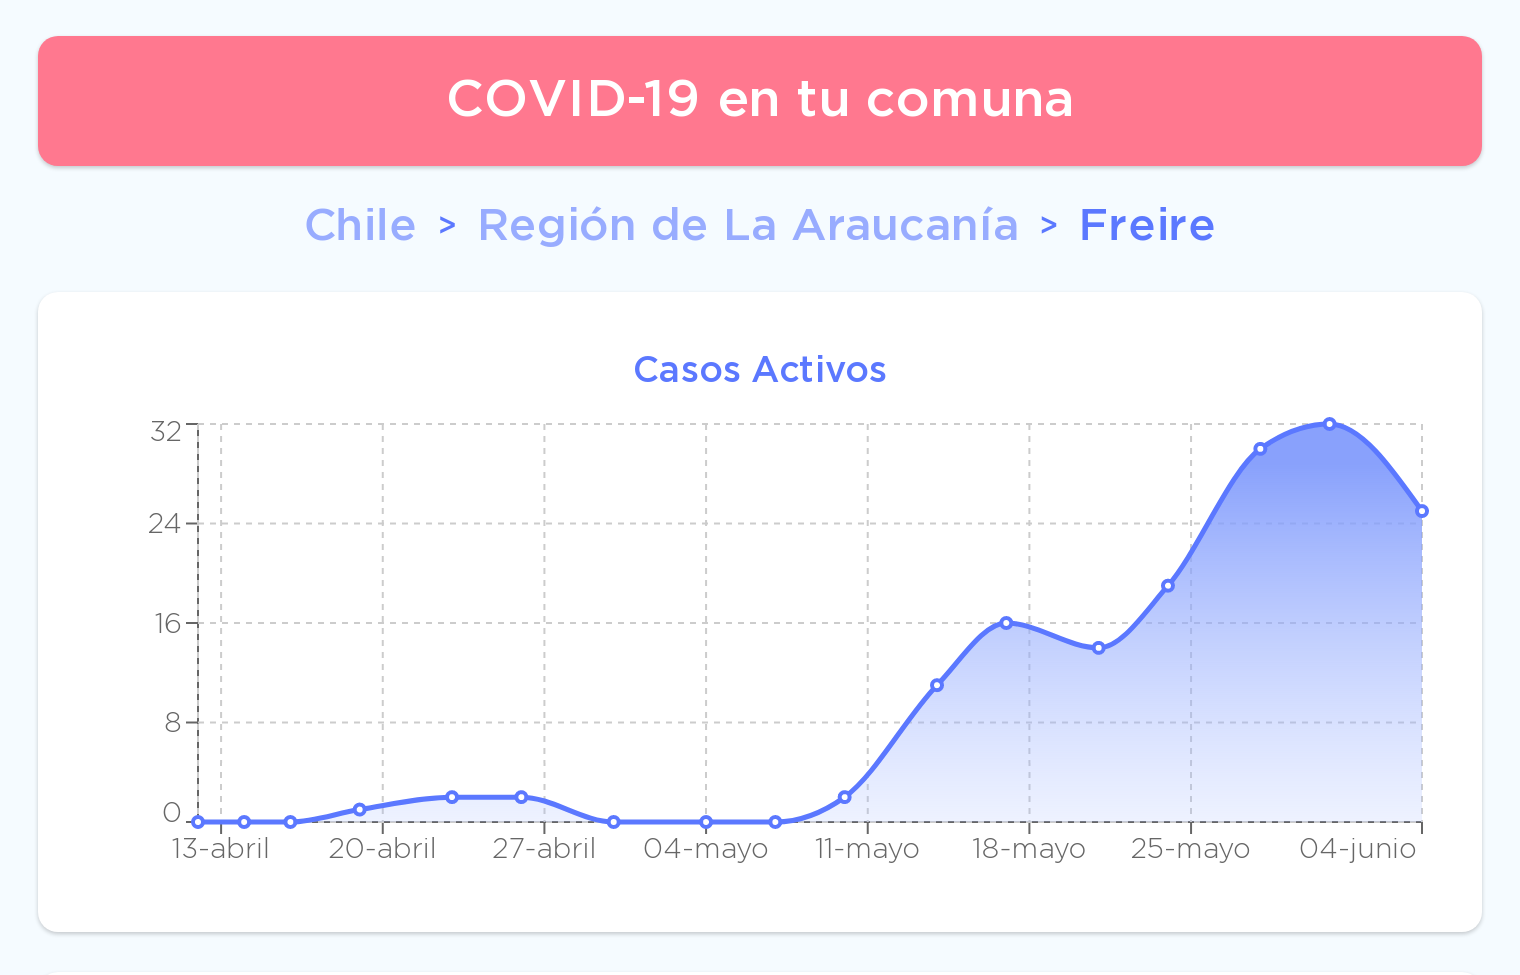 COVID-19 en tu comuna
Chile > Región de La Araucanía > Freire
Casos Activos
32
24
16
8
0
13-abril 20-abril 27-abril 04-mayo 11-mayo 18-mayo 25-mayo 04-junio